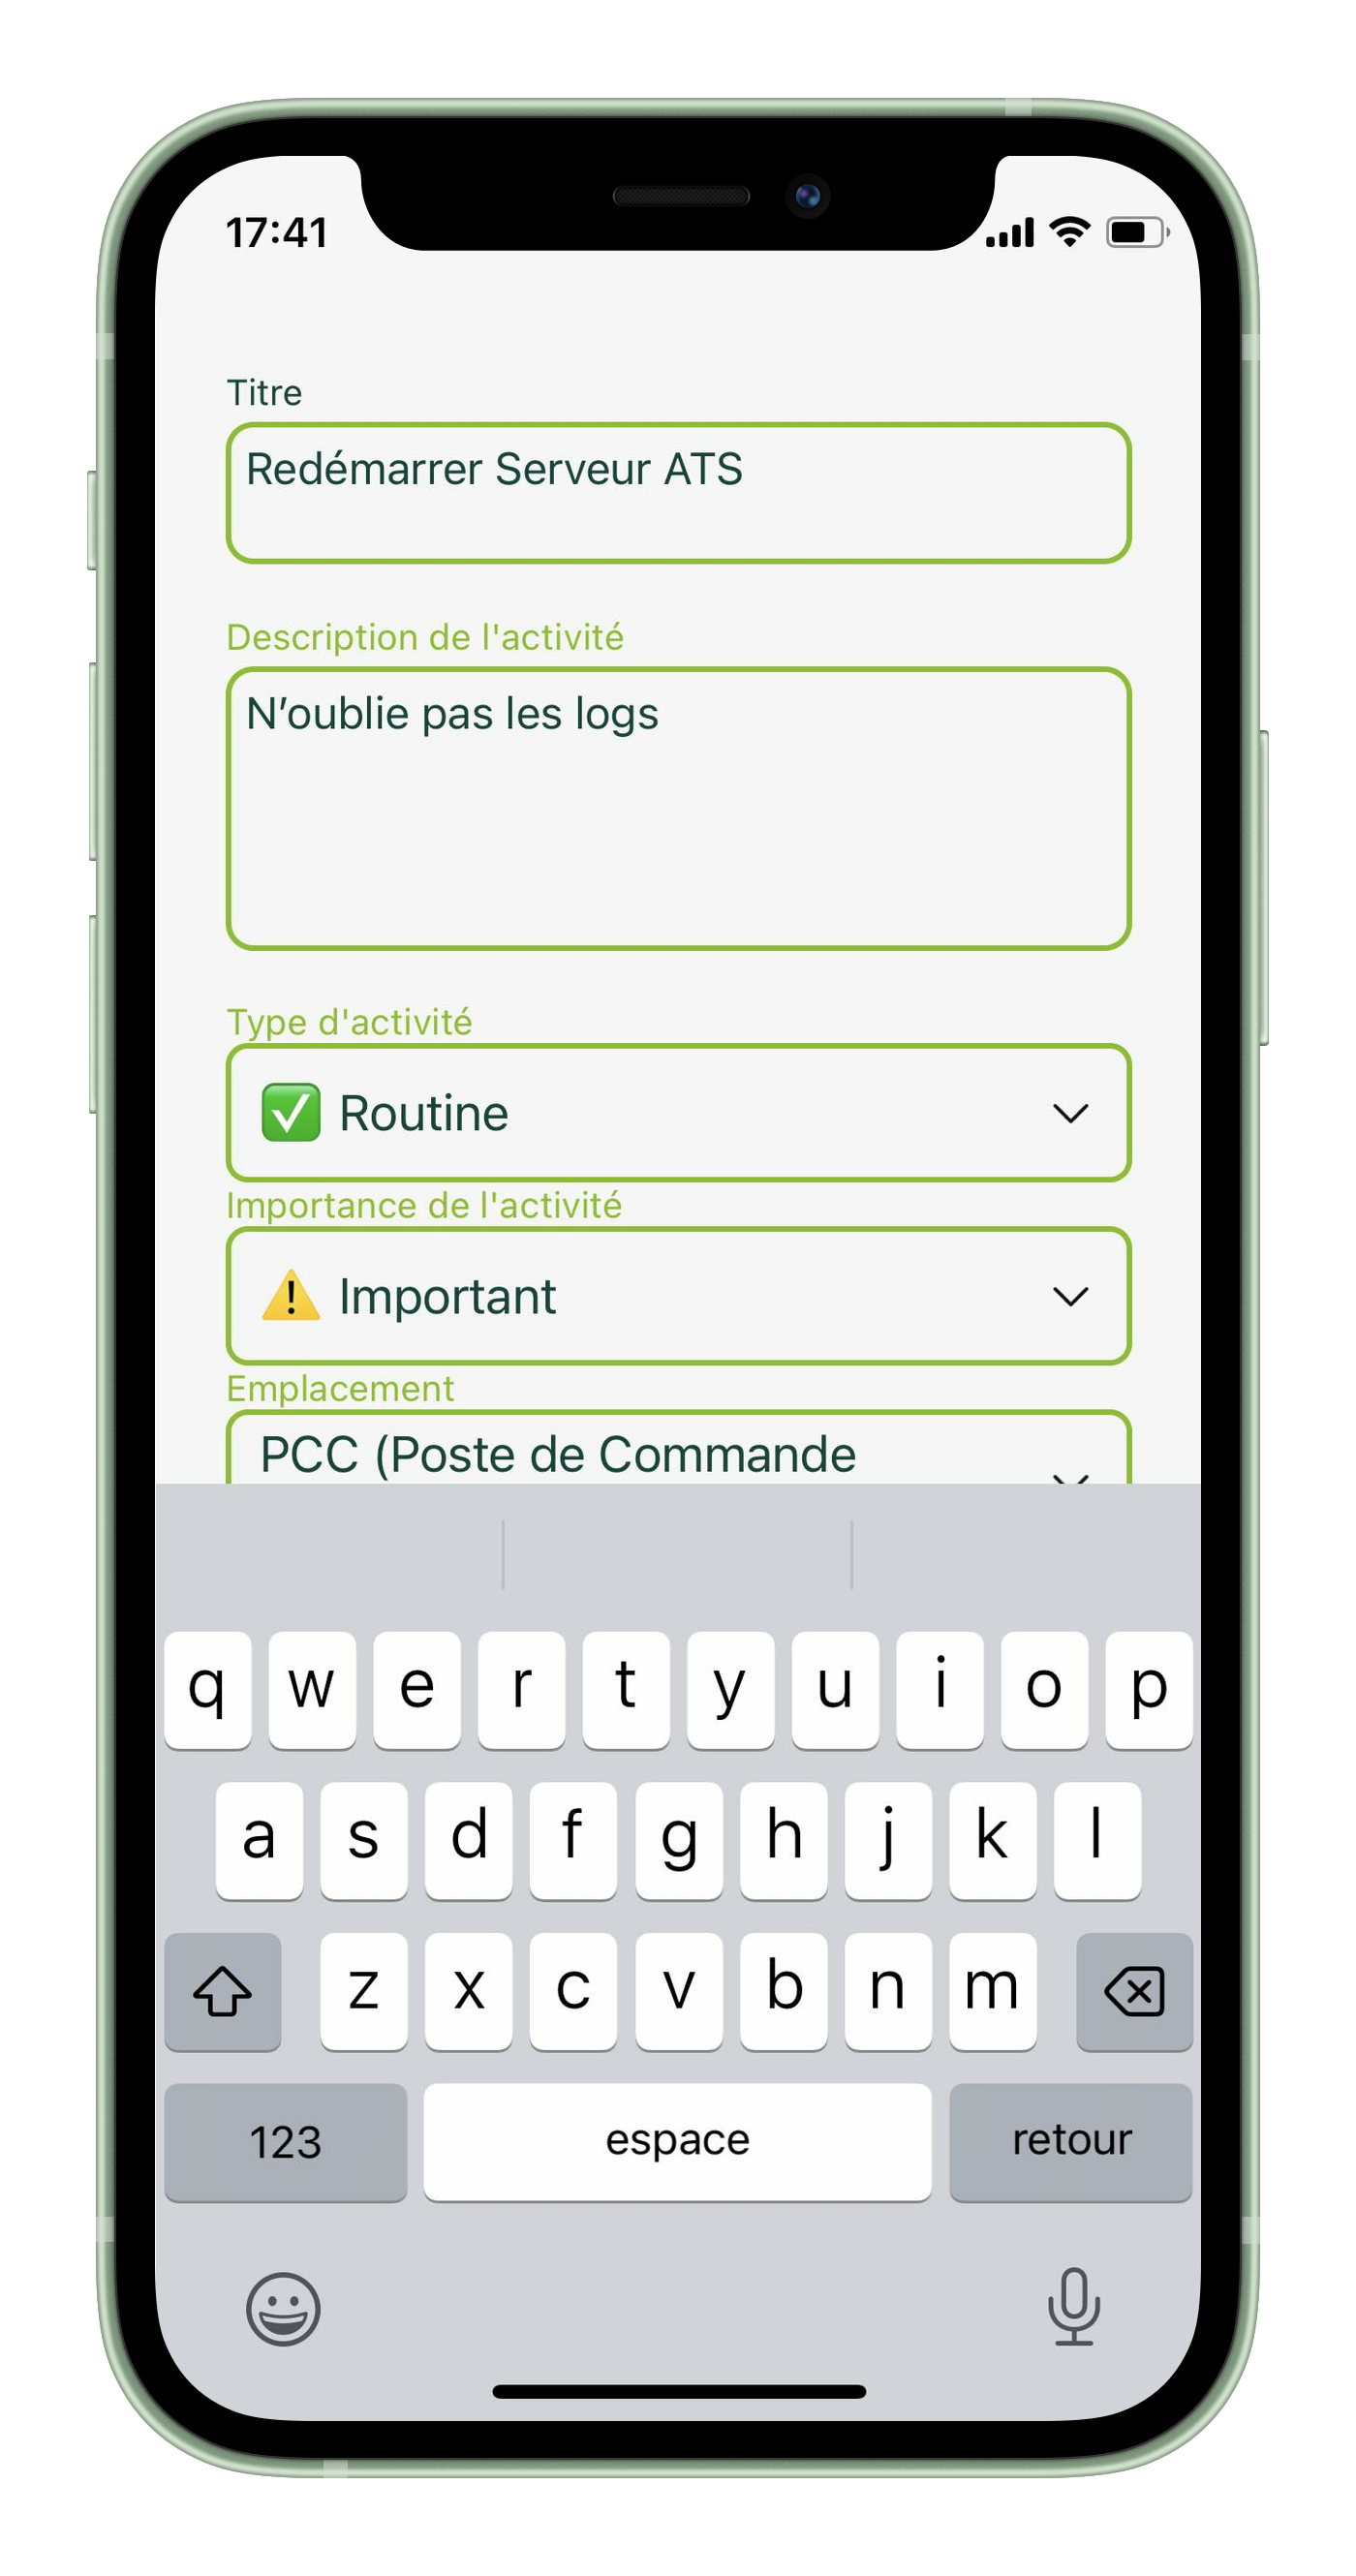 17:41
Titre
Redémarrer Serveur ATS
Description de l'activité
N’oublie pas les logs
Type d'activité
✅ Routine
Importance de l'activité
⚠️ Important
Emplacement
PCC (Poste de Commande
q w e r t y u i o p
a s d f g h j k l
z x c v b n m
123 espace retour